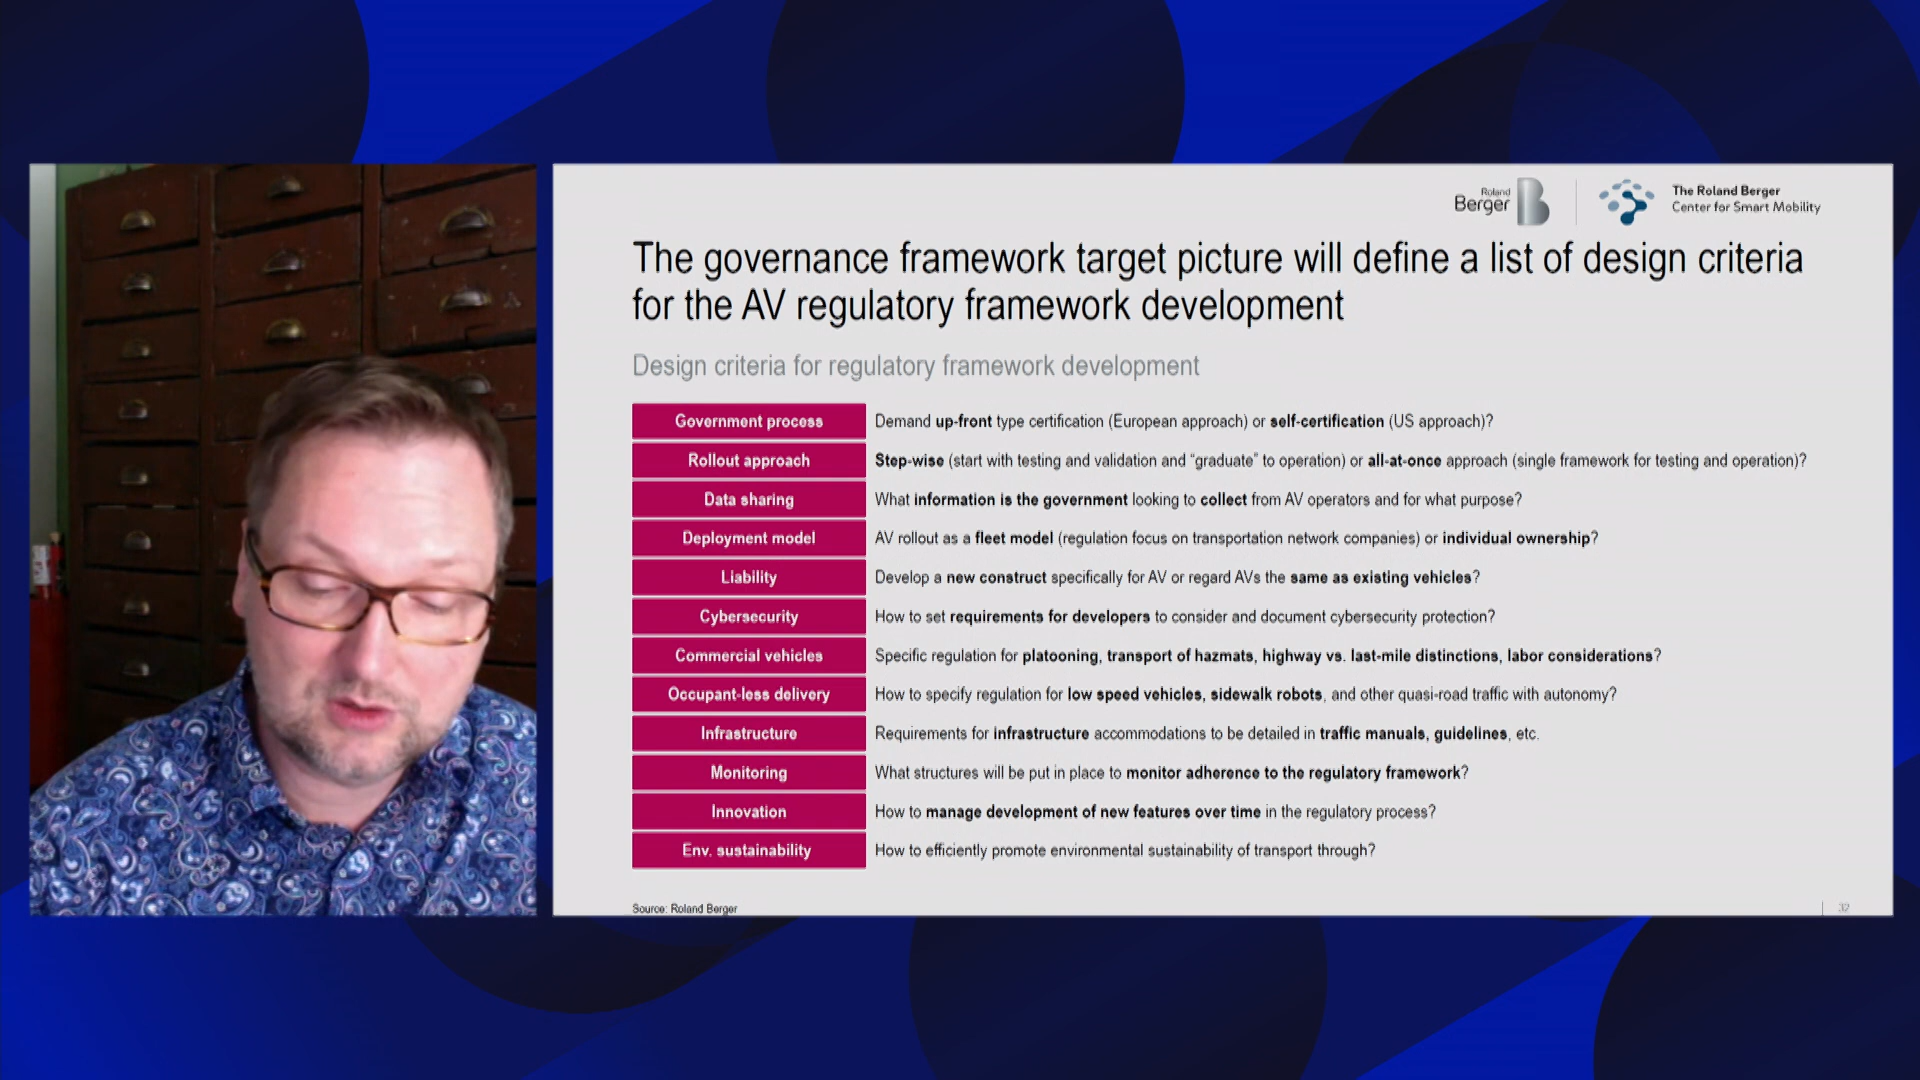 Roland
Berger
The Roland Berger
Center for Smart Mobility
The governance framework target picture will define a list of design criteria
for the AV regulatory framework development
Design criteria for regulatory framework development
Government process Demand up-front type certification (European approach) or self-certification (US approach)?
Rollout approach Step-wise (start with testing and validation and "graduate" to operation) or all-at-once approach (single framework for testing and operation)?
Data sharing What information is the government looking to collect from AV operators and for what purpose?
Deployment model AV rollout as a fleet model (regulation focus on transportation network companies) or individual ownership?
Liability Develop a new construct specifically for AV or regard AVs the same as existing vehicles?
Cybersecurity How to set requirements for developers to consider and document cybersecurity protection?
Commercial vehicles Specific regulation for platooning, transport of hazmats, highway vs. last-mile distinctions, labor considerations?
Occupant-less delivery How to specify regulation for low speed vehicles, sidewalk robots, and other quasi-road traffic with autonomy?
Infrastructure Requirements for infrastructure accommodations to be detailed in traffic manuals, guidelines, etc.
Monitoring What structures will be put in place to monitor adherence to the regulatory framework?
Innovation How to manage development of new features over time in the regulatory process?
Env. sustainability How to efficiently promote environmental sustainability of transport through?
Source: Roland Berger
32